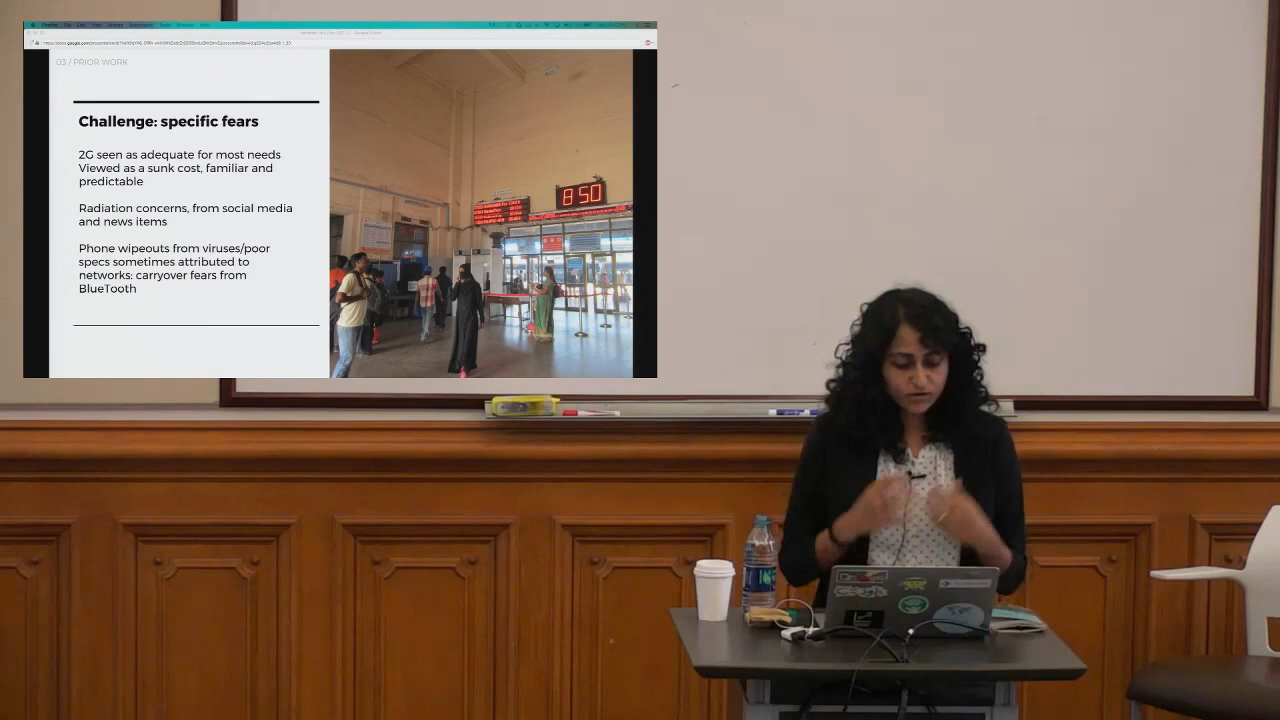 03 / PRIOR WORK
Challenge: specific fears
2G seen as adequate for most needs
Viewed as a sunk cost, familiar and
predictable
Radiation concerns, from social media
and news items
Phone wipeouts from viruses/poor
specs sometimes attributed to
networks: carryover fears from
BlueTooth
8:50